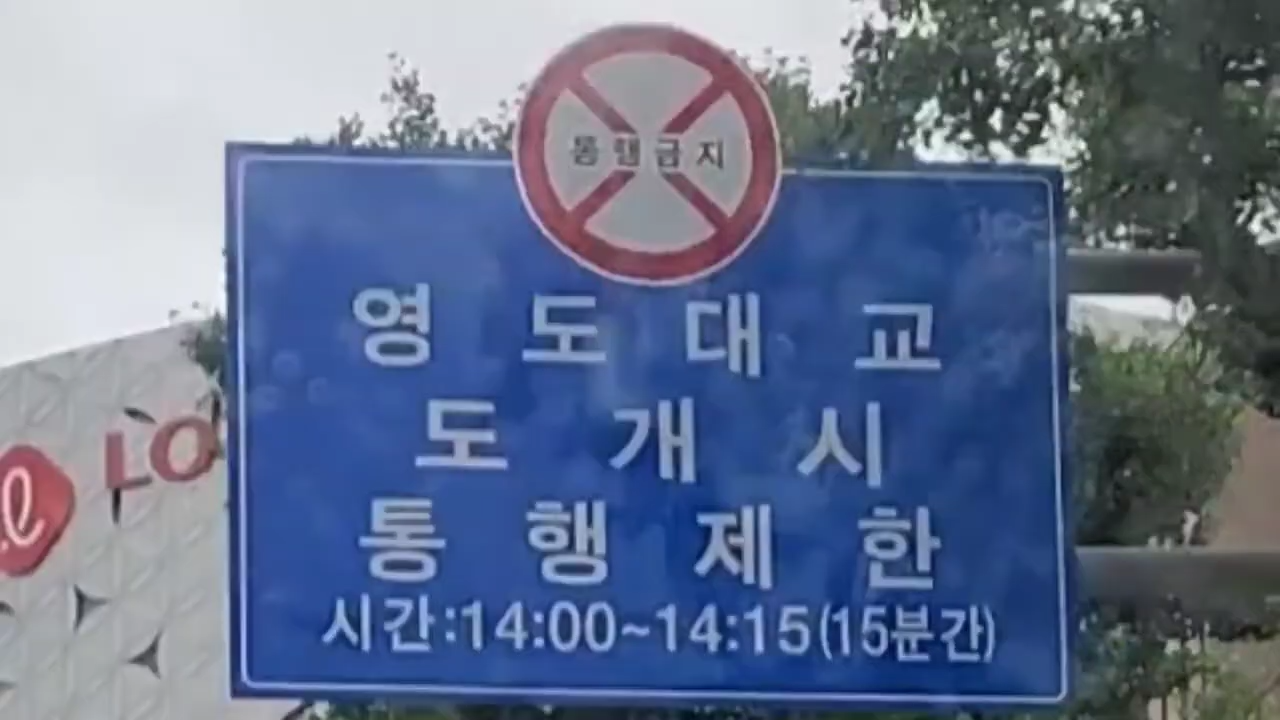 통행금지
영 도 대 교
도 개 시
통 행 제 한
시간:14:00~14:15(15분간)
LO